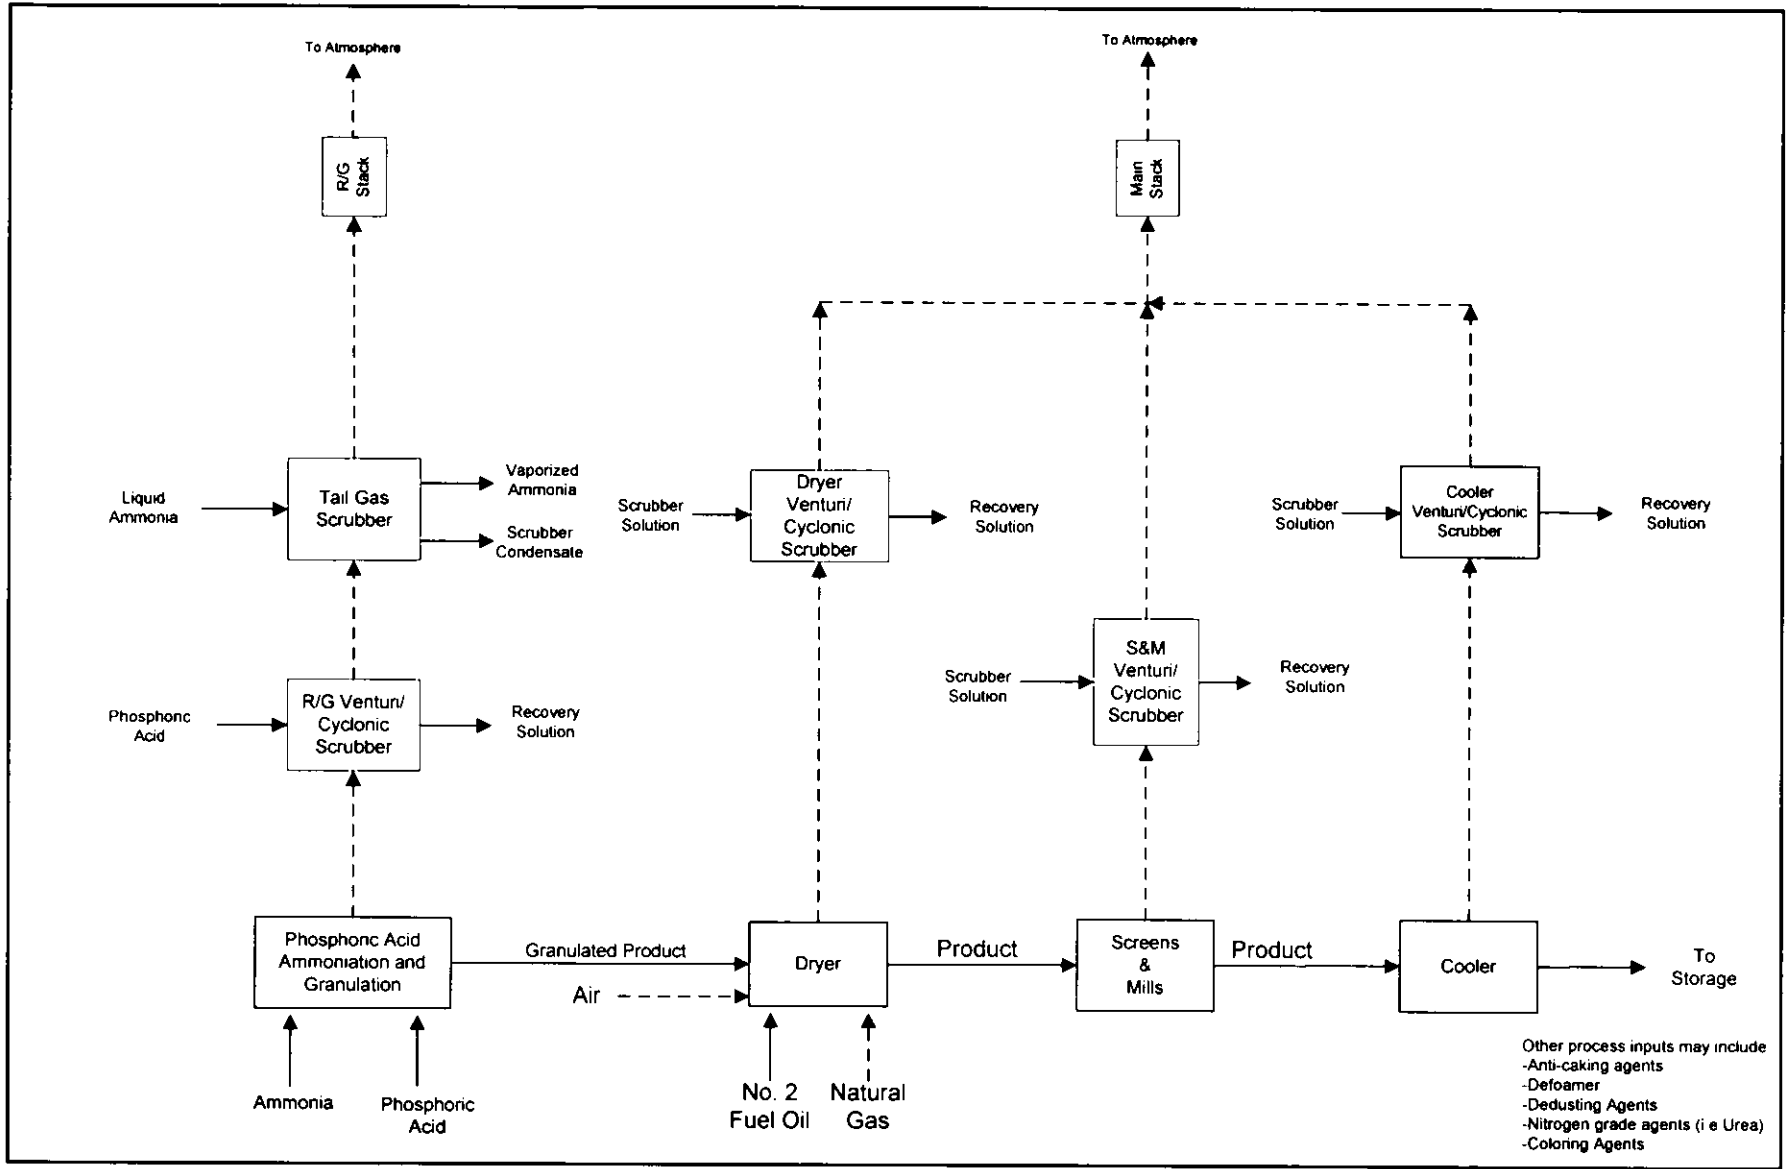 To Atmosphere
To Atmosphere
R/G
Stack
Main
Stack
Liquid
Ammonia
Tail Gas
Scrubber
Vaporized
Ammonia
Scrubber
Condensate
Scrubber
Solution
Dryer
Venturi/
Cyclonic
Scrubber
Recovery
Solution
Scrubber
Solution
Cooler
Venturi/Cyclonic
Scrubber
Recovery
Solution
Phosphoric
Acid
R/G Venturi/
Cyclonic
Scrubber
Recovery
Solution
Scrubber
Solution
S&M
Venturi/
Cyclonic
Scrubber
Recovery
Solution
Phosphoric Acid
Ammoniation and
Granulation
Granulated Product
Air
Dryer
Product
Screens
&
Mills
Product
Cooler
To
Storage
Ammonia
Phosphoric
Acid
No. 2
Fuel Oil
Natural
Gas
Other process inputs may include
-Anti-caking agents
-Defoamer
-Dedusting Agents
-Nitrogen grade agents (i e Urea)
-Coloring Agents